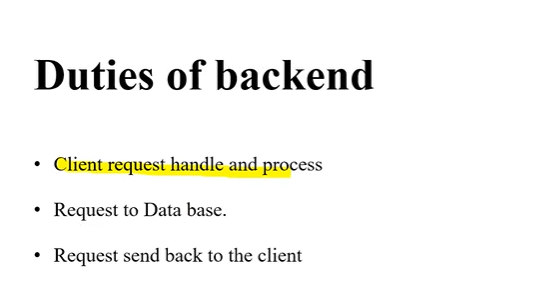 Duties of backend
• Client request handle and process
• Request to Data base.
• Request send back to the client